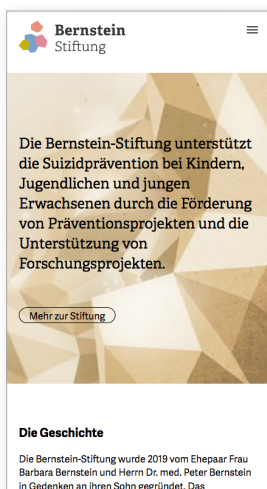 Bernstein
Stiftung
Die Bernstein-Stiftung unterstützt
die Suizidprävention bei Kindern,
Jugendlichen und jungen
Erwachsenen durch die Förderung
von Präventionsprojekten und die
Unterstützung von
Forschungsprojekten.
Mehr zur Stiftung
Die Geschichte
Die Bernstein-Stiftung wurde 2019 vom Ehepaar Frau
Barbara Bernstein und Herrn Dr. med. Peter Bernstein
in Gedenken an ihren Sohn gegründet. Das